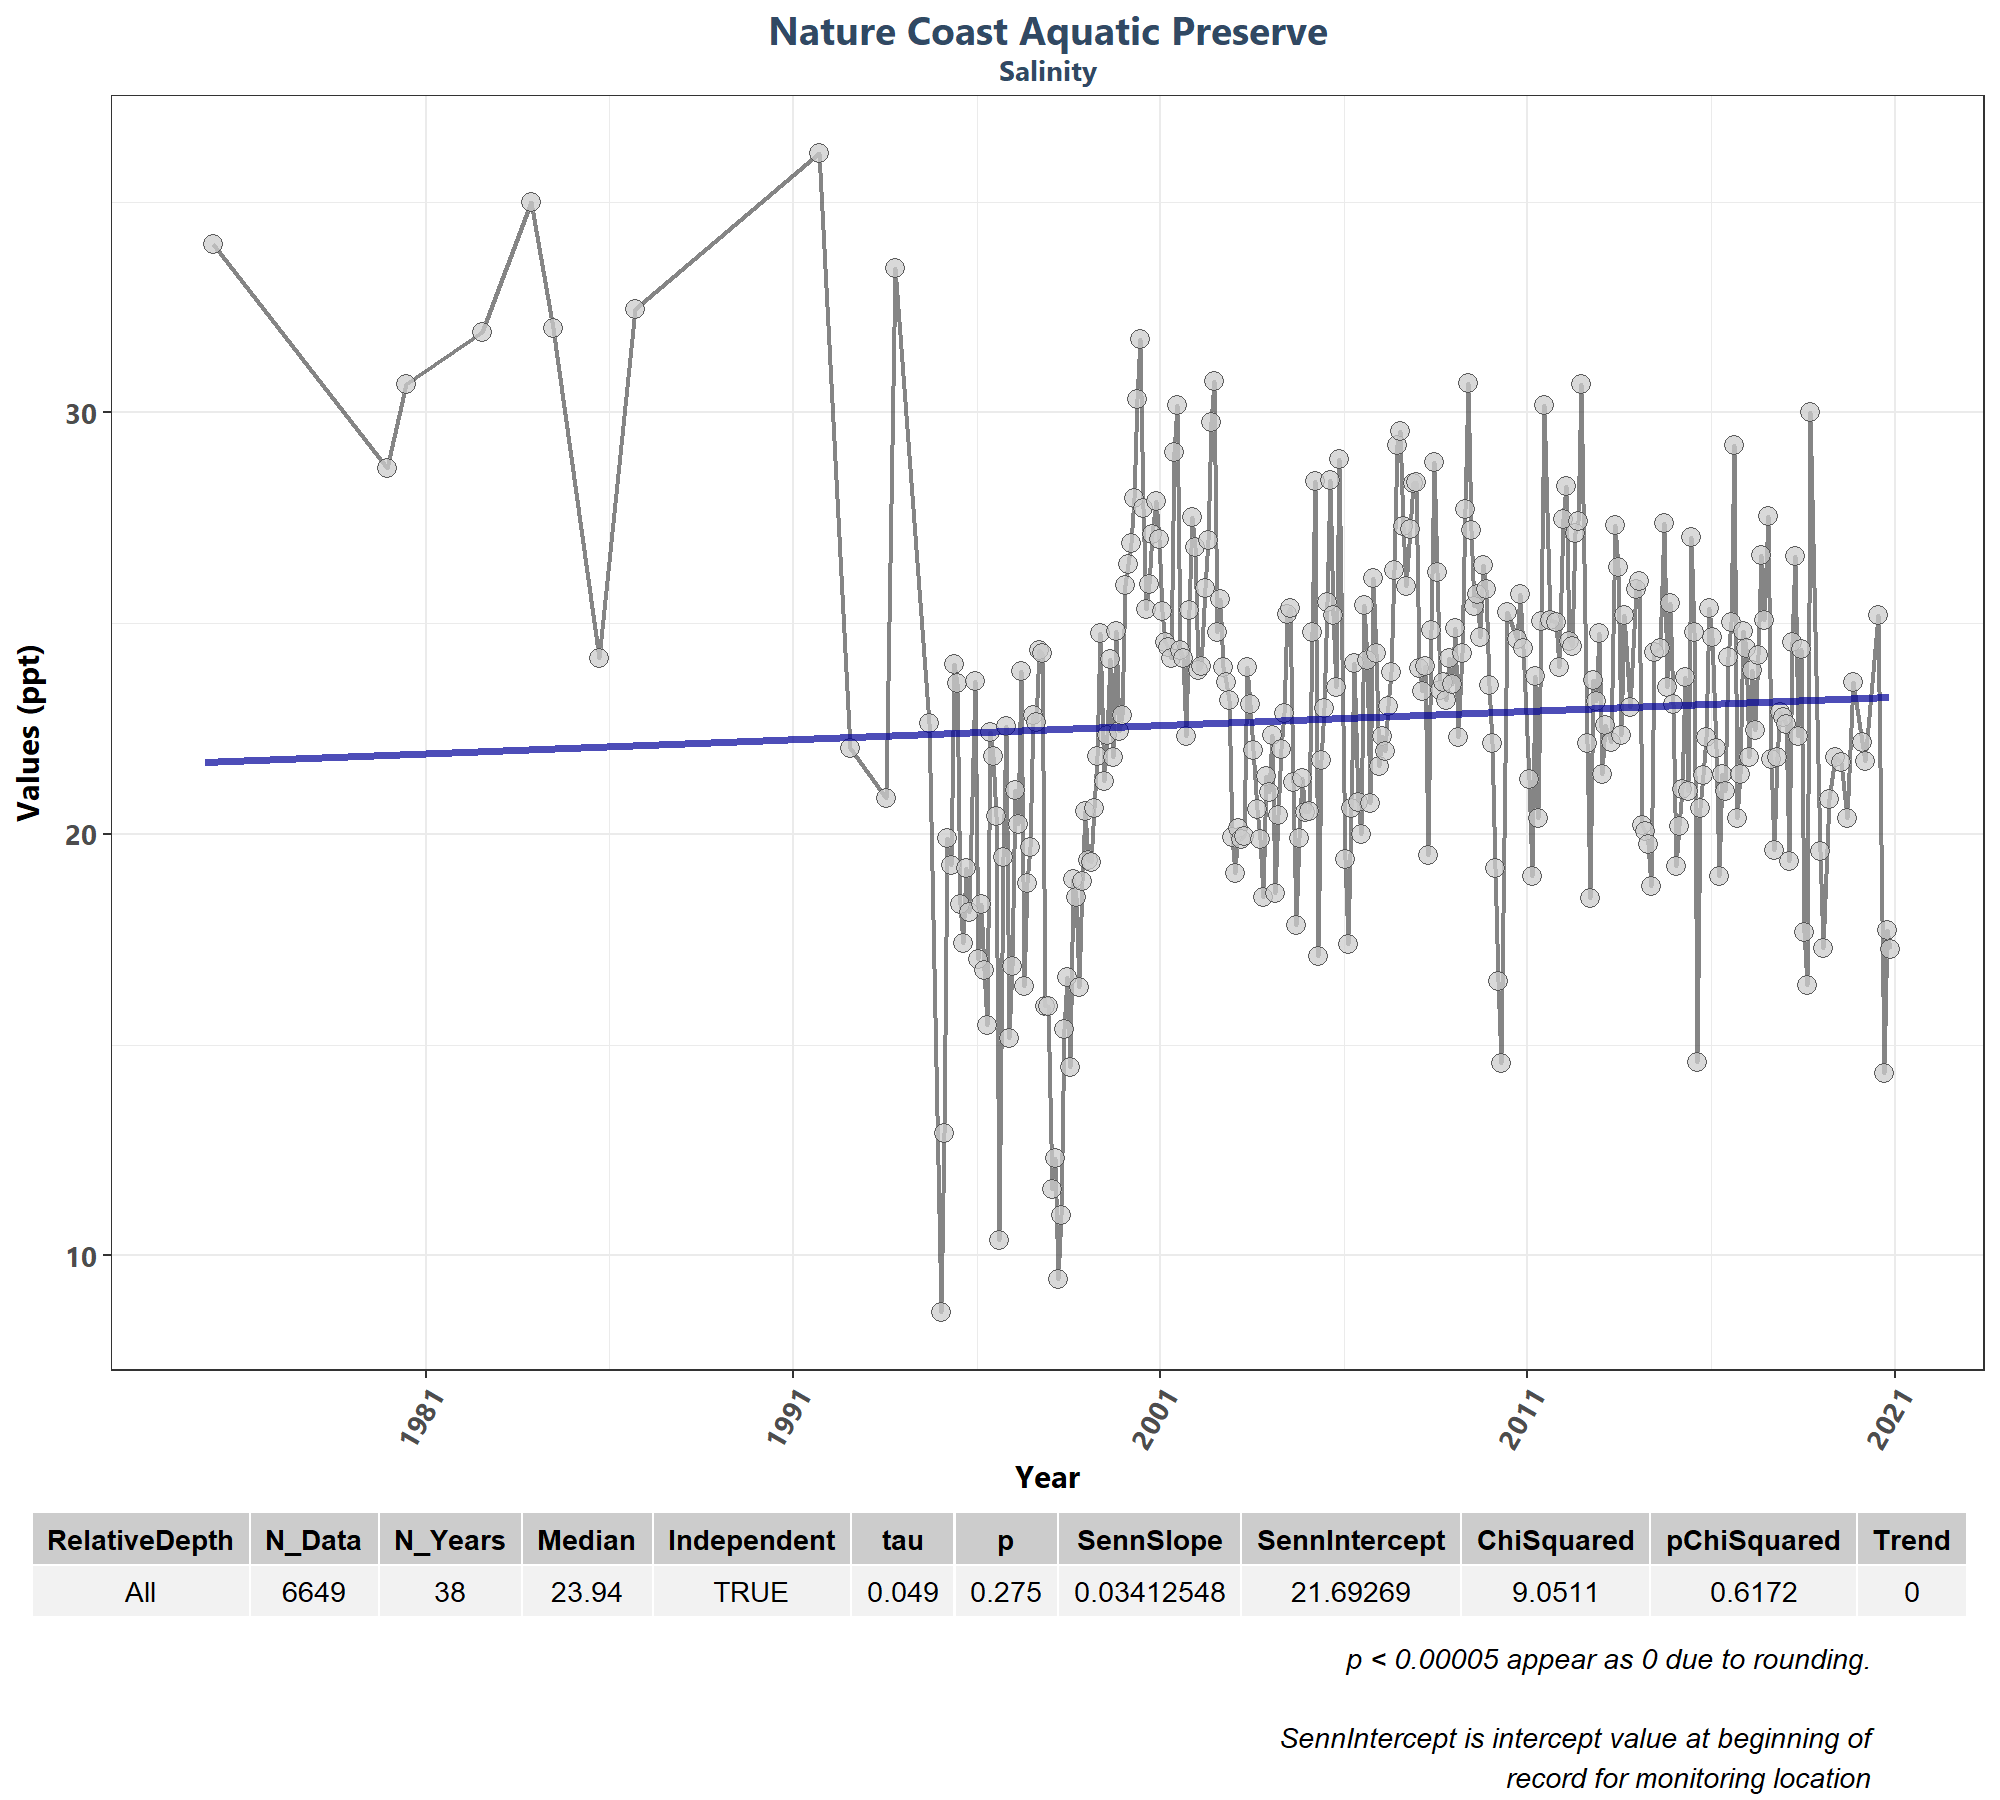 Nature Coast Aquatic Preserve
Salinity
Values (ppt)
30
20
10
1981
1991
2001
2011
2021
Year
RelativeDepth N_Data N_Years Median Independent tau p SennSlope SennIntercept ChiSquared pChiSquared Trend
All 6649 38 23.94 TRUE 0.049 0.275 0.03412548 21.69269 9.0511 0.6172 0
p < 0.00005 appear as 0 due to rounding.
SennIntercept is intercept value at beginning of
record for monitoring location